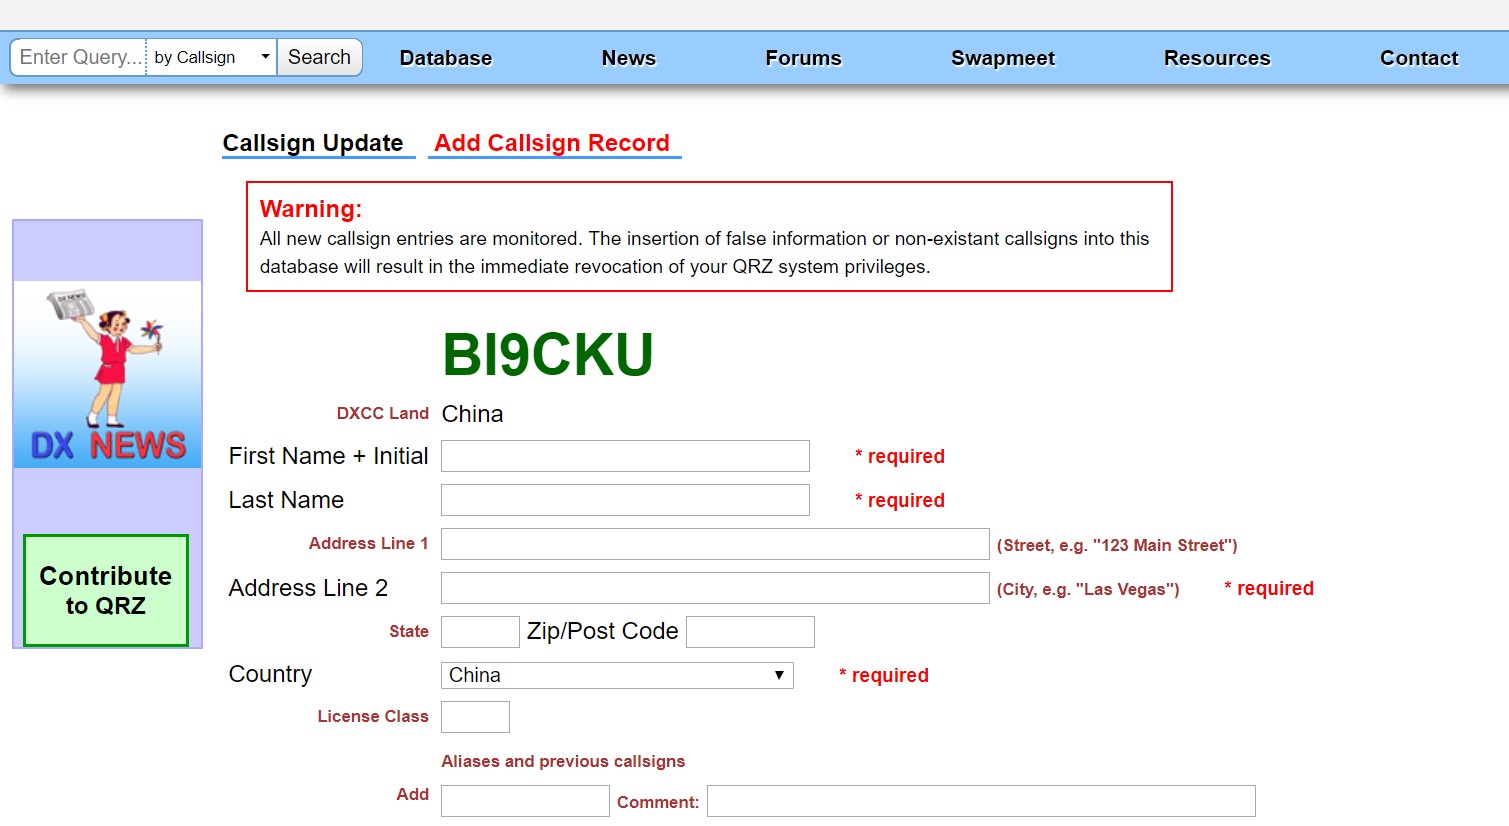 Enter Query... by Callsign Search Database News Forums Swapmeet Resources Contact
Callsign Update Add Callsign Record
Warning:
All new callsign entries are monitored. The insertion of false information or non-existant callsigns into this
database will result in the immediate revocation of your QRZ system privileges.
DX NEWS
DX NEWS
Contribute
to QRZ
BI9CKU
DXCC Land China
First Name + Initial * required
Last Name * required
Address Line 1 (Street, e.g. "123 Main Street")
Address Line 2 (City, e.g. "Las Vegas") * required
State Zip/Post Code
Country China * required
License Class
Aliases and previous callsigns
Add Comment: